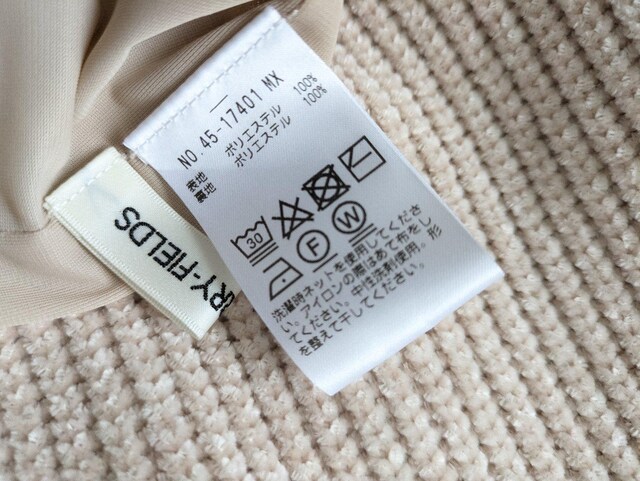 NO.45-17401 MX
表地 ポリエステル 100%
裏地 ポリエステル 100%
30
F W
洗濯時ネットを使用してくださ
い。アイロンの際はあて布をし
てください。中性洗剤使用。形
を整えて干してください。
RY-FIELDS